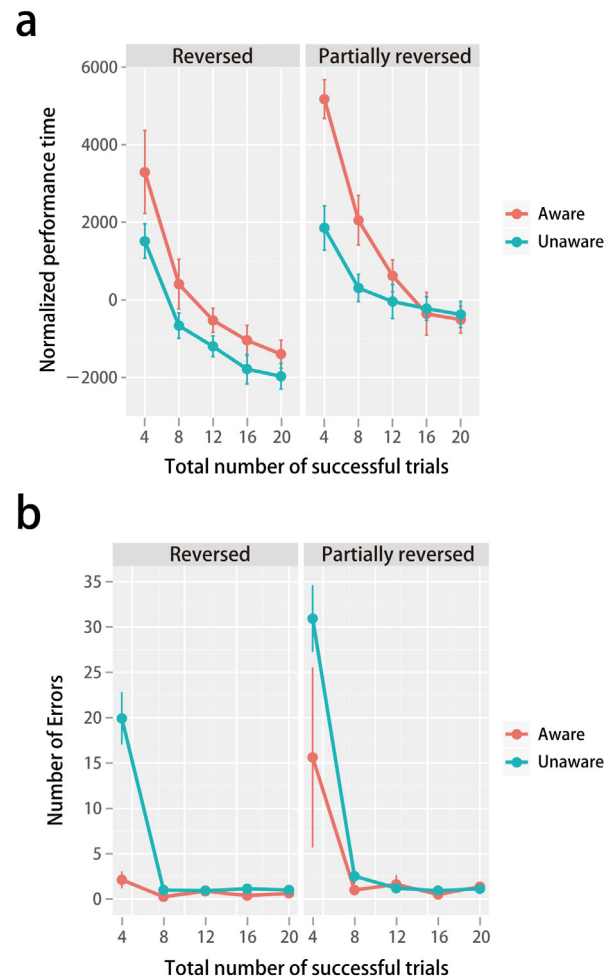 a
Reversed
Partially reversed
6000
4000
2000
0
−2000
Normalized performance time
4 8 12 16 20
4 8 12 16 20
Total number of successful trials
Aware
Unaware
b
Reversed
Partially reversed
35
30
25
20
15
10
5
0
Number of Errors
4 8 12 16 20
4 8 12 16 20
Total number of successful trials
Aware
Unaware